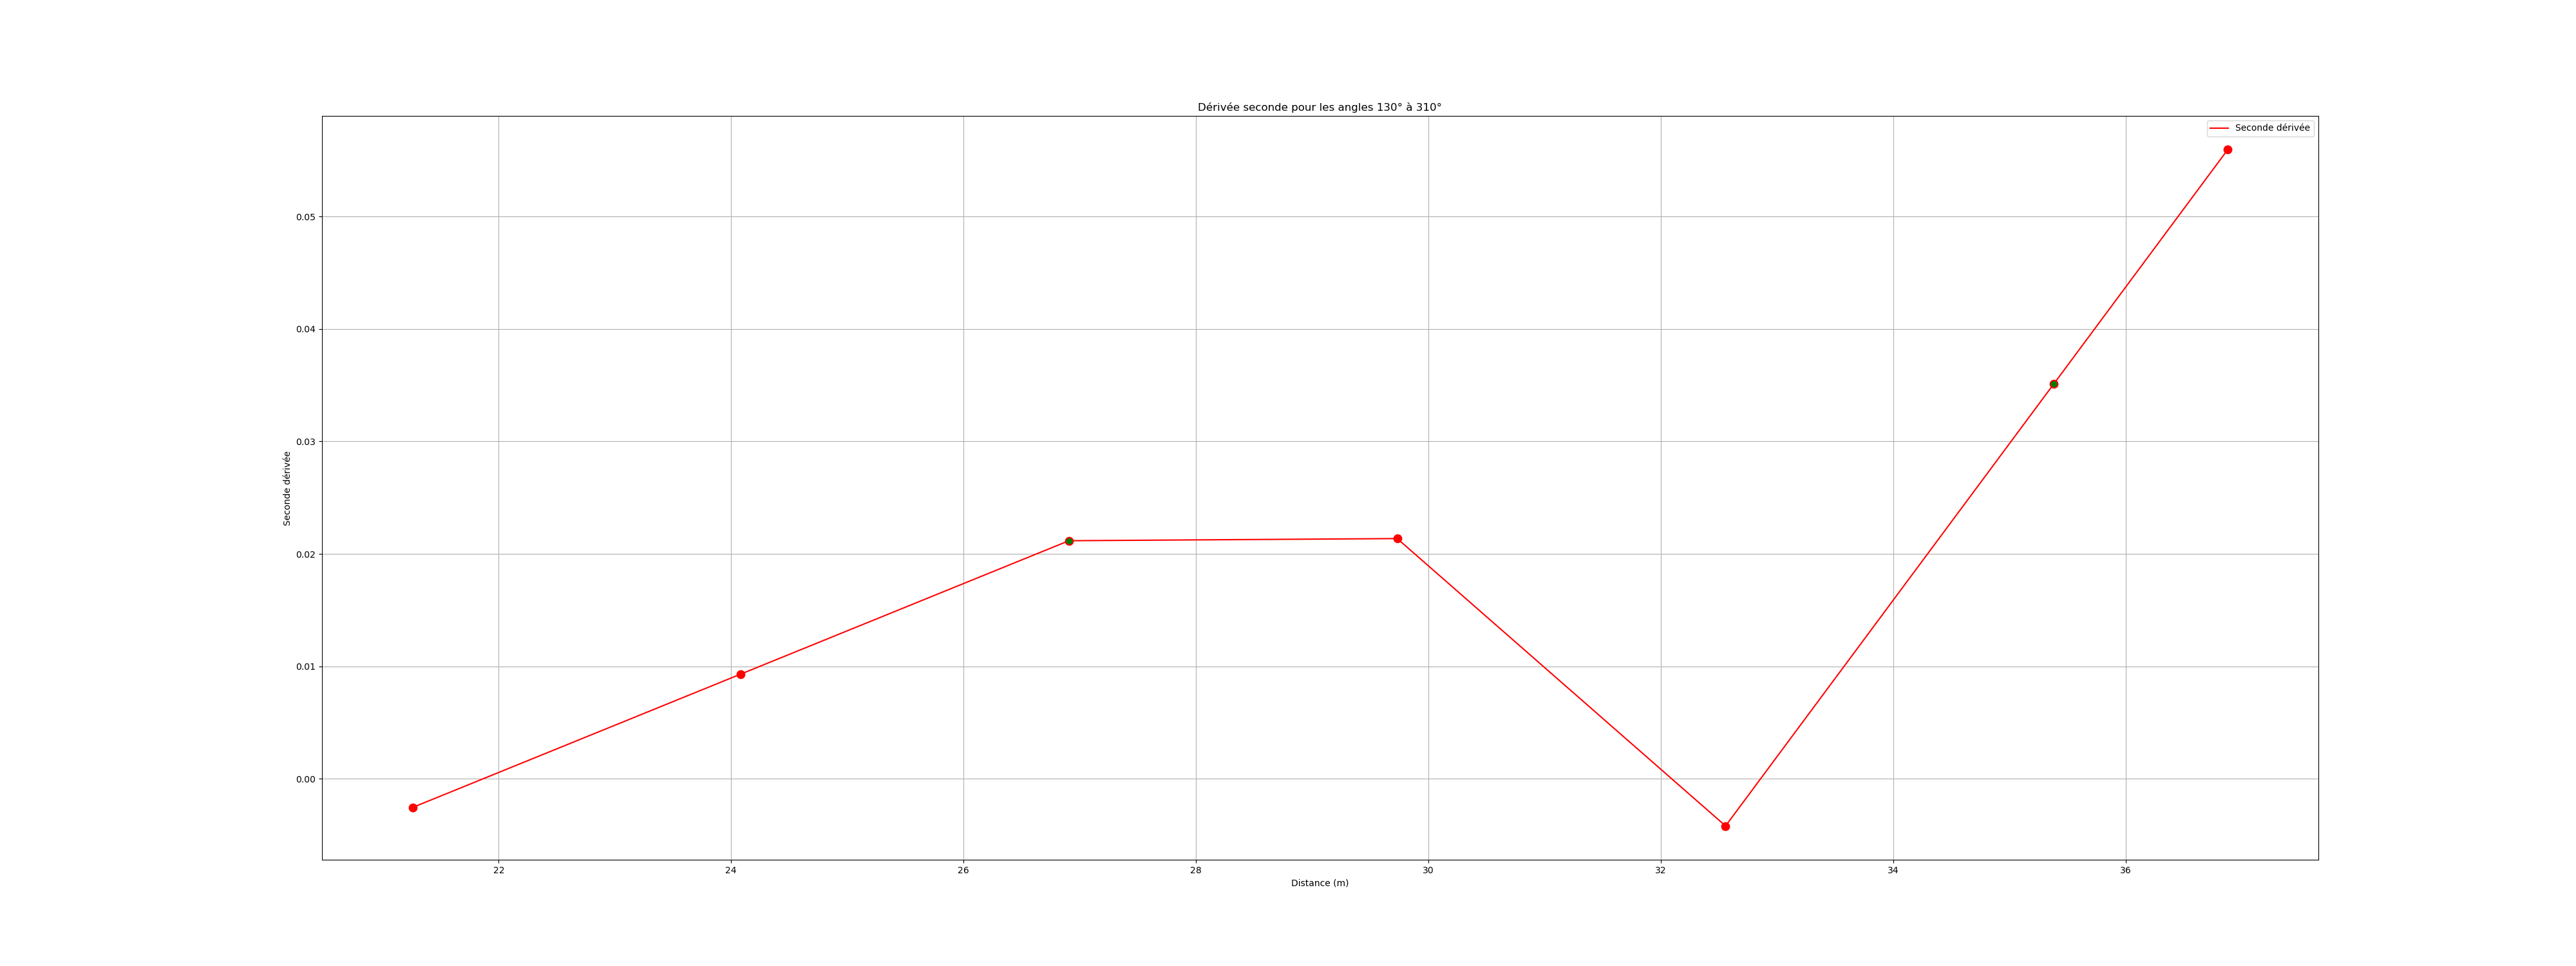 Dérivée seconde pour les angles 130° à 310°
Seconde dérivée
0.05
0.04
0.03
0.02
0.01
0.00
Seconde dérivée
22 24 26 28 30 32 34 36
Distance (m)